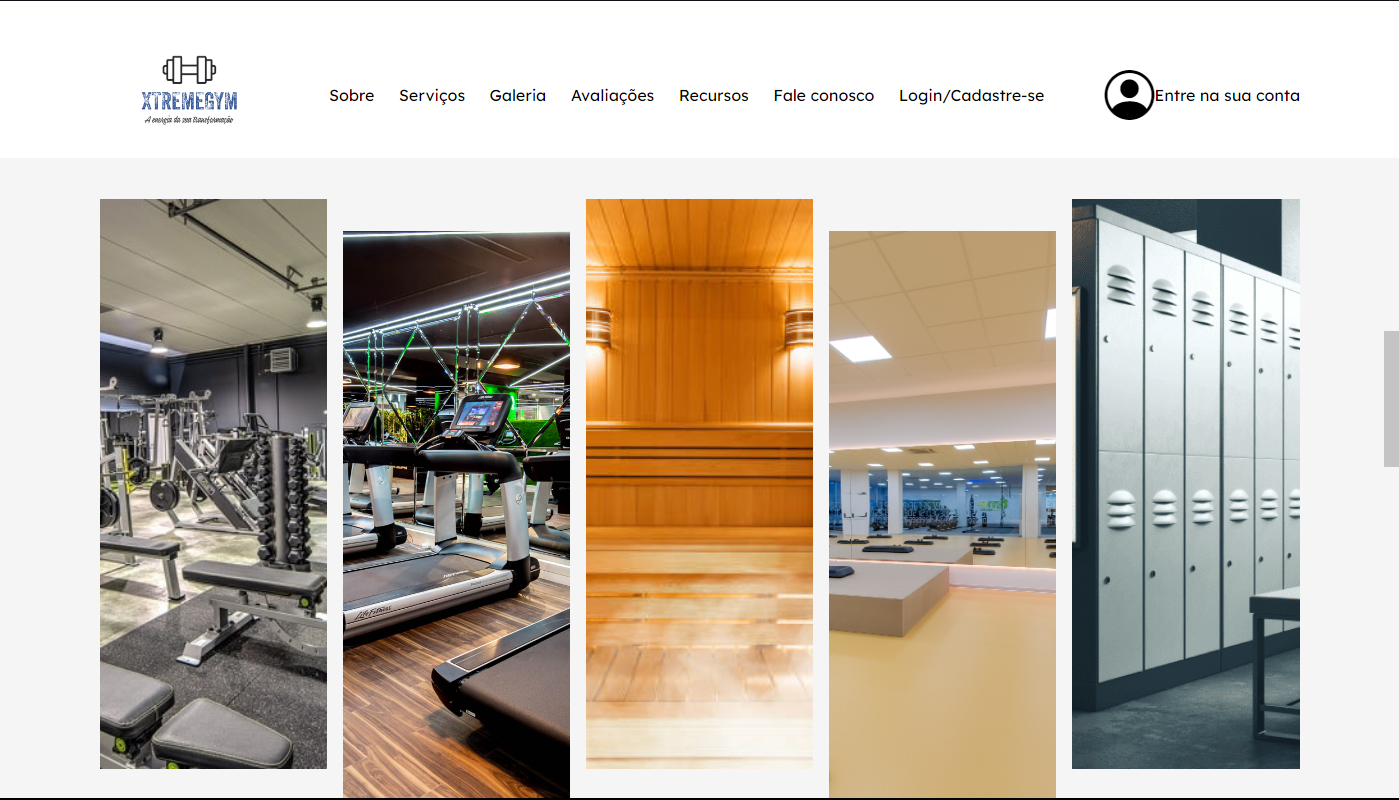 XTREMEGYM
A energia da sua transformação
Sobre Serviços Galeria Avaliações Recursos Fale conosco Login/Cadastre-se Entre na sua conta
LifeFitness